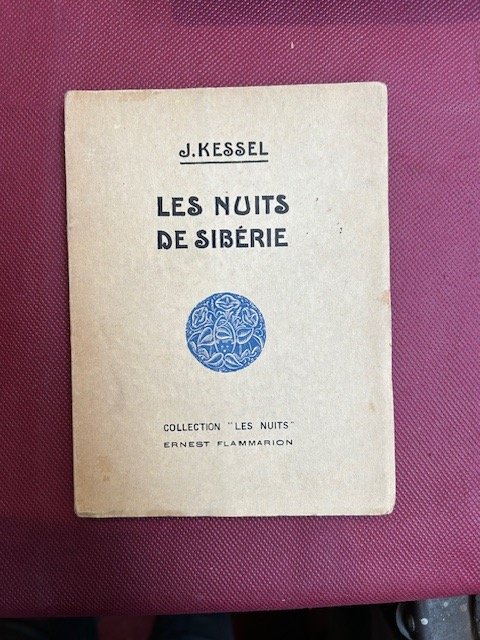 J. KESSEL
LES NUITS
DE SIBÉRIE
COLLECTION "LES NUITS"
ERNEST FLAMMARION